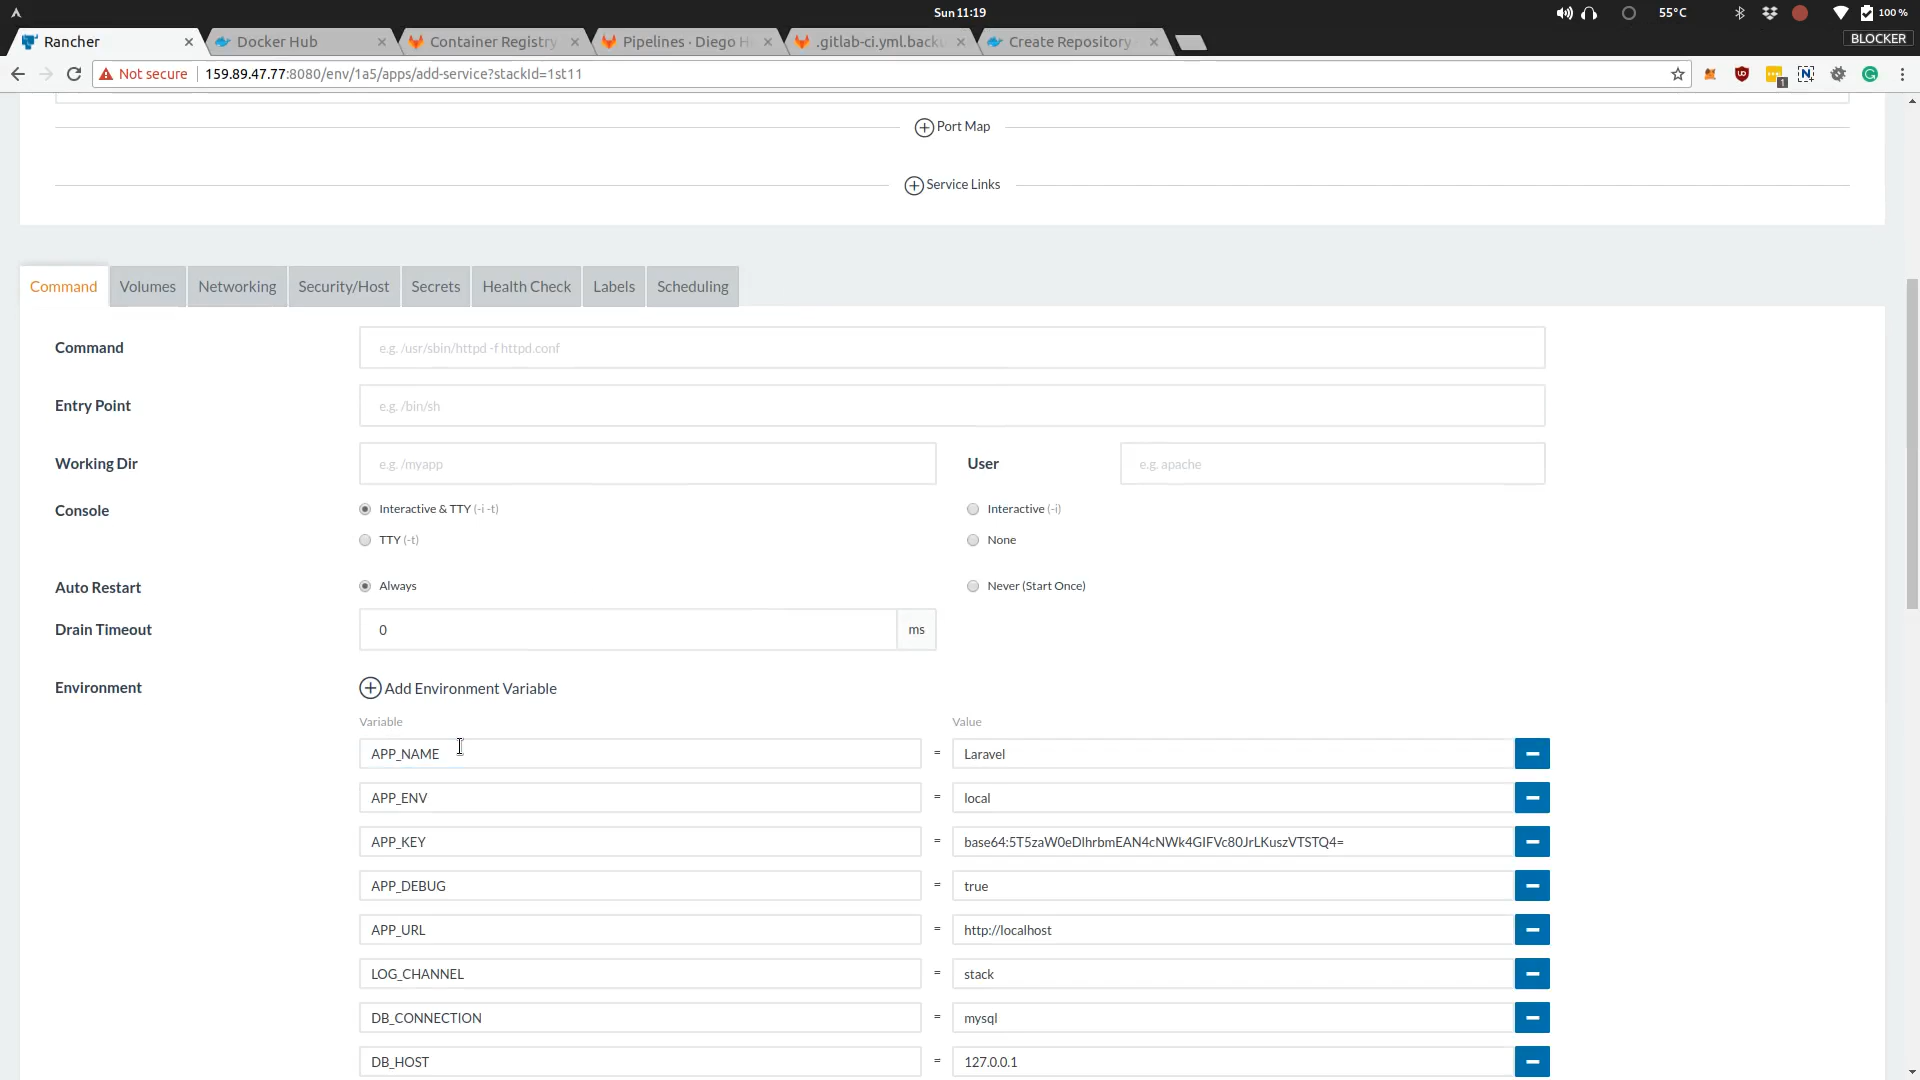 Sun 11:19
55°C
100 %
Rancher
Docker Hub
Container Registry
Pipelines · Diego H
.gitlab-ci.yml.back
Create Repository
BLOCKER
Not secure
159.89.47.77:8080/env/1a5/apps/add-service?stackId=1st11
1
Port Map
Service Links
Command
Volumes
Networking
Security/Host
Secrets
Health Check
Labels
Scheduling
Command
e.g. /usr/sbin/httpd -f httpd.conf
Entry Point
e.g. /bin/sh
Working Dir
e.g. /myapp
User
e.g. apache
Console
Interactive & TTY (-i -t)
Interactive (-i)
TTY (-t)
None
Auto Restart
Always
Never (Start Once)
Drain Timeout
0
ms
Environment
Add Environment Variable
Variable
Value
APP_NAME = Laravel
APP_ENV = local
APP_KEY = base64:5T5zaW0eDlhrbmEAN4cNWk4GIFVc80JrLKuszVTSTQ4=
APP_DEBUG = true
APP_URL = http://localhost
LOG_CHANNEL = stack
DB_CONNECTION = mysql
DB_HOST = 127.0.0.1